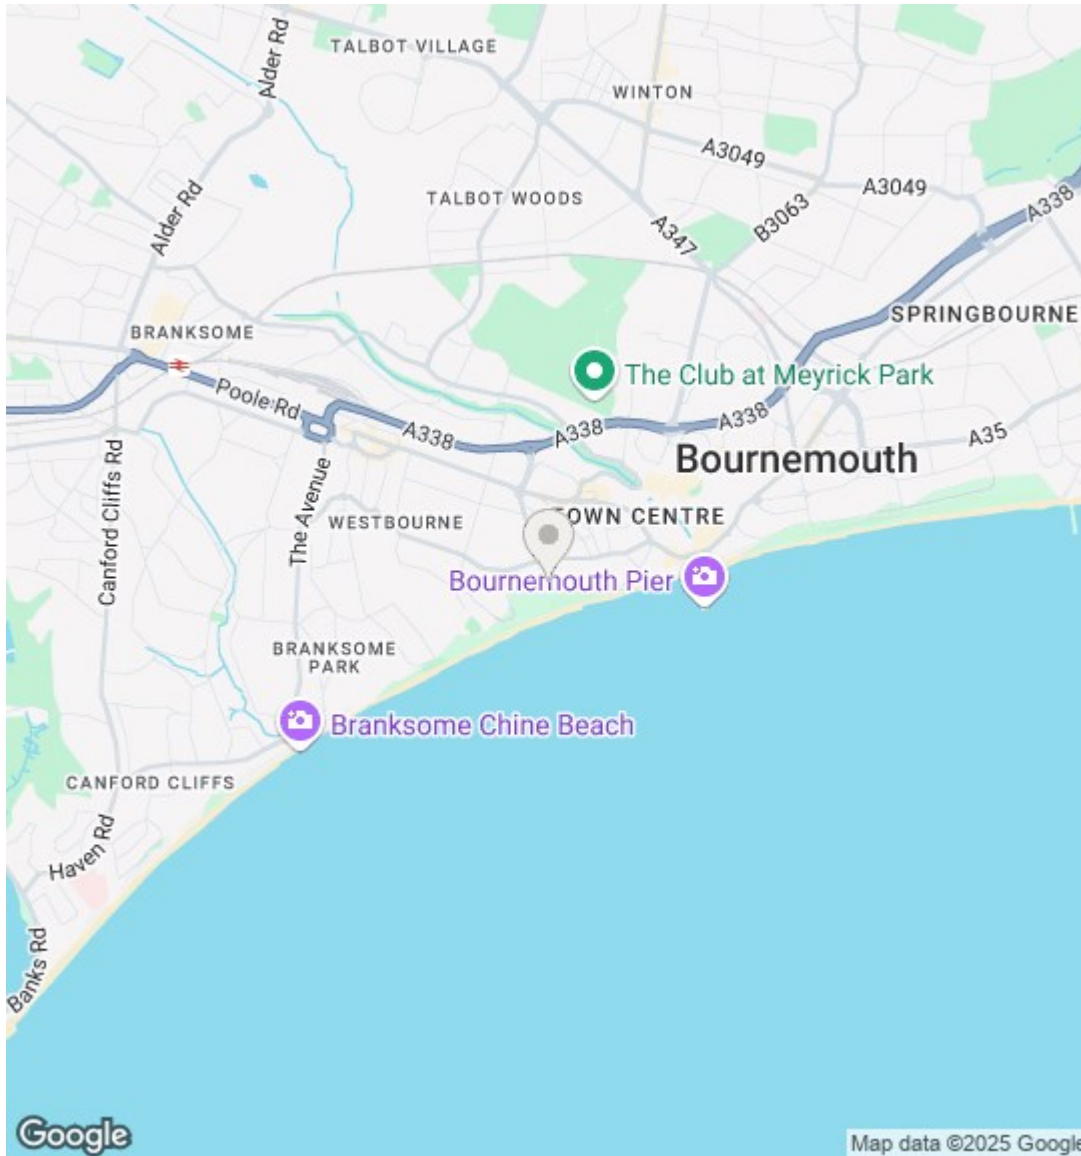 Alder Rd
TALBOT VILLAGE
WINTON
A3049
A3049
Alder Rd
TALBOT WOODS
A338
A347
B3063
BRANKSOME
SPRINGBOURNE
The Club at Meyrick Park
Poole Rd
A338
A338
A338
A35
Bournemouth
Canford Cliffs Rd
The Avenue
WESTBOURNE
TOWN CENTRE
Bournemouth Pier
BRANKSOME
PARK
Branksome Chine Beach
CANFORD CLIFFS
Haven Rd
Banks Rd
Google
Map data ©2025 Google